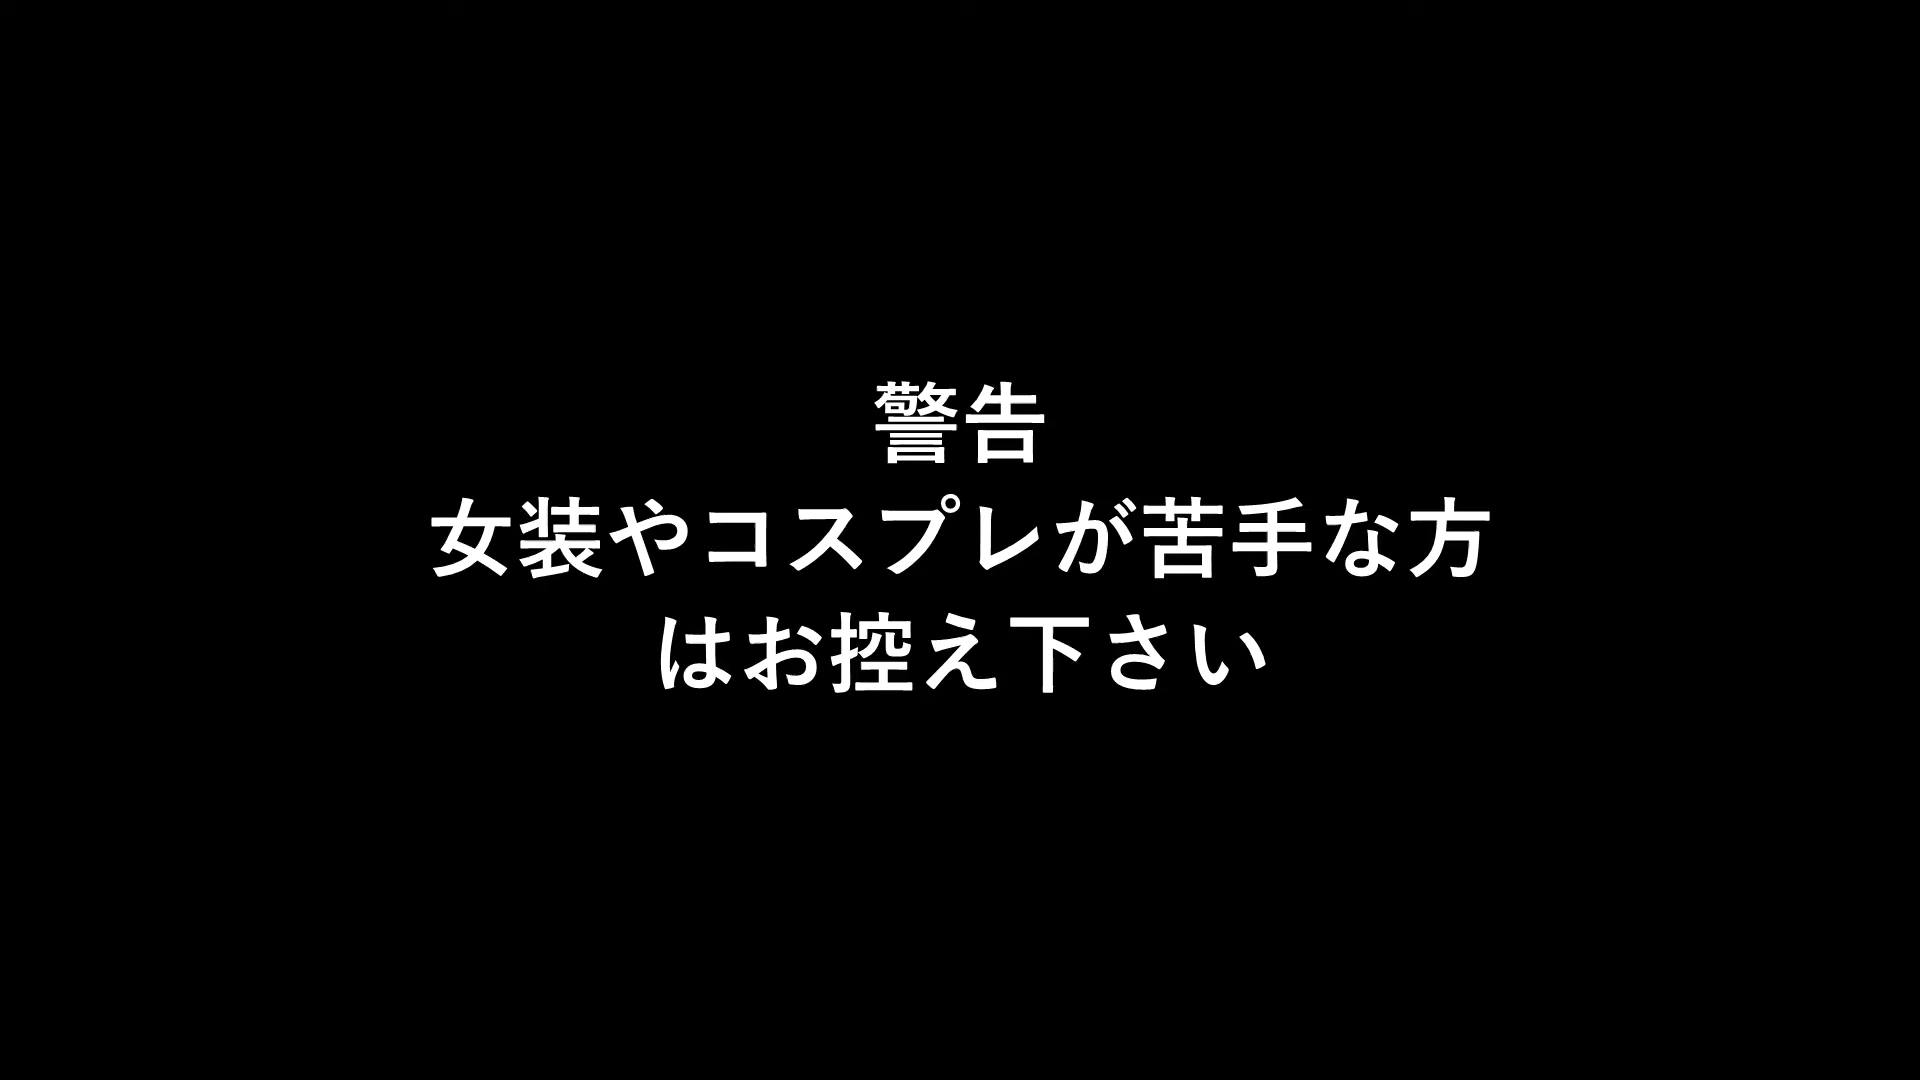 警告
女装やコスプレが苦手な方
はお控え下さい